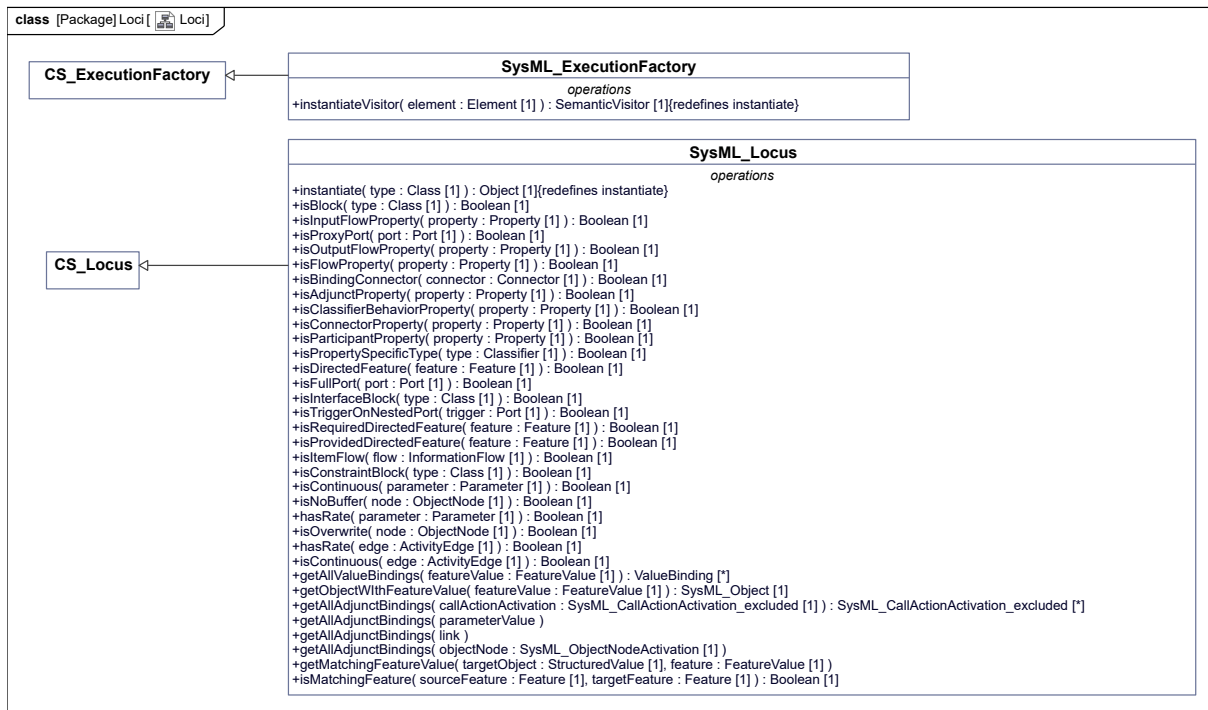 class [Package] Loci [ Loci]
CS_ExecutionFactory
SysML_ExecutionFactory
operations
+instantiateVisitor( element : Element [1] ) : SemanticVisitor [1]{redefines instantiate}
CS_Locus
SysML_Locus
operations
+instantiate( type : Class [1] ) : Object [1]{redefines instantiate}
+isBlock( type : Class [1] ) : Boolean [1]
+isInputFlowProperty( property : Property [1] ) : Boolean [1]
+isProxyPort( port : Port [1] ) : Boolean [1]
+isOutputFlowProperty( property : Property [1] ) : Boolean [1]
+isFlowProperty( property : Property [1] ) : Boolean [1]
+isBindingConnector( connector : Connector [1] ) : Boolean [1]
+isAdjunctProperty( property : Property [1] ) : Boolean [1]
+isClassifierBehaviorProperty( property : Property [1] ) : Boolean [1]
+isConnectorProperty( property : Property [1] ) : Boolean [1]
+isParticipantProperty( property : Property [1] ) : Boolean [1]
+isPropertySpecificType( type : Classifier [1] ) : Boolean [1]
+isDirectedFeature( feature : Feature [1] ) : Boolean [1]
+isFullPort( port : Port [1] ) : Boolean [1]
+isInterfaceBlock( type : Class [1] ) : Boolean [1]
+isTriggerOnNestedPort( trigger : Port [1] ) : Boolean [1]
+isRequiredDirectedFeature( feature : Feature [1] ) : Boolean [1]
+isProvidedDirectedFeature( feature : Feature [1] ) : Boolean [1]
+isItemFlow( flow : InformationFlow [1] ) : Boolean [1]
+isConstraintBlock( type : Class [1] ) : Boolean [1]
+isContinuous( parameter : Parameter [1] ) : Boolean [1]
+isNoBuffer( node : ObjectNode [1] ) : Boolean [1]
+hasRate( parameter : Parameter [1] ) : Boolean [1]
+isOverwrite( node : ObjectNode [1] ) : Boolean [1]
+hasRate( edge : ActivityEdge [1] ) : Boolean [1]
+isContinuous( edge : ActivityEdge [1] ) : Boolean [1]
+getAllValueBindings( featureValue : FeatureValue [1] ) : ValueBinding [*]
+getObjectWIthFeatureValue( featureValue : FeatureValue [1] ) : SysML_Object [1]
+getAllAdjunctBindings( callActionActivation : SysML_CallActionActivation_excluded [1] ) : SysML_CallActionActivation_excluded [*]
+getAllAdjunctBindings( parameterValue )
+getAllAdjunctBindings( link )
+getAllAdjunctBindings( objectNode : SysML_ObjectNodeActivation [1] )
+getMatchingFeatureValue( targetObject : StructuredValue [1], feature : FeatureValue [1] )
+isMatchingFeature( sourceFeature : Feature [1], targetFeature : Feature [1] ) : Boolean [1]